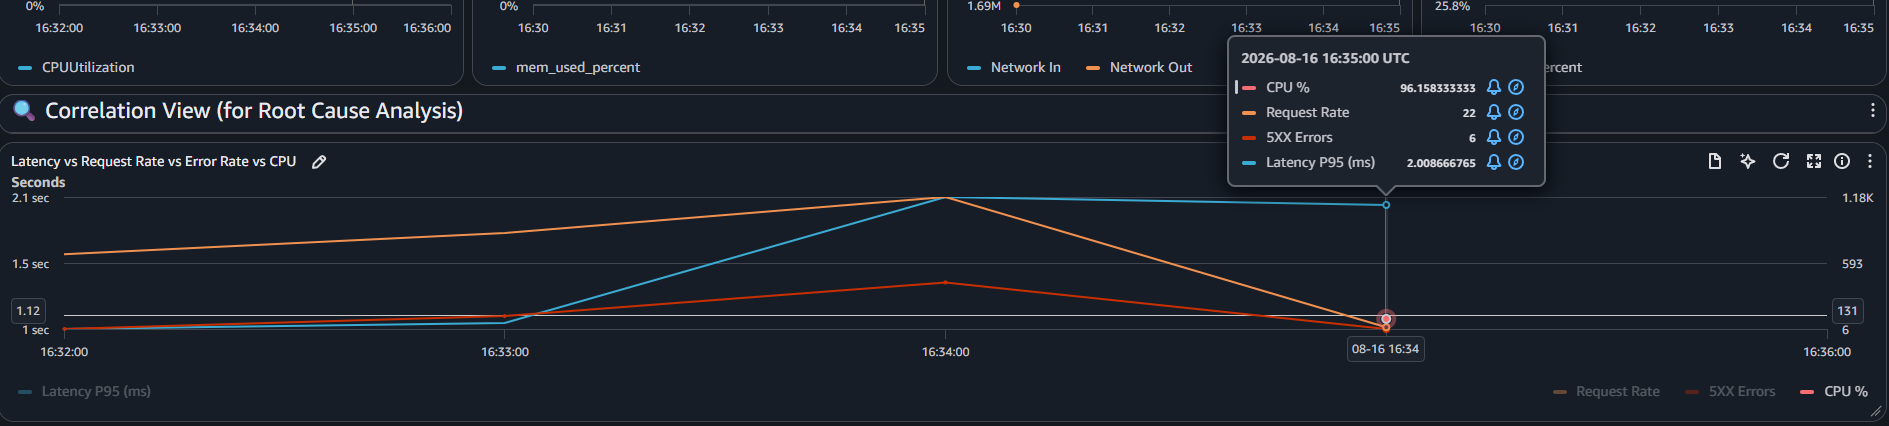 0% 0% 1.69M 25.8%
16:32:00 16:33:00 16:34:00 16:35:00 16:36:00 16:30 16:31 16:32 16:33 16:34 16:35 16:30 16:31 16:32 16:33 16:34 16:35 16:30 16:31 16:32 16:33 16:34 16:35
CPUUtilization mem_used_percent Network In Network Out ercent
2026-08-16 16:35:00 UTC
CPU % 96.158333333
Request Rate 22
5XX Errors 6
Latency P95 (ms) 2.008666765
Correlation View (for Root Cause Analysis)
Latency vs Request Rate vs Error Rate vs CPU
Seconds
2.1 sec 1.18K
1.5 sec 593
1.12 131
1 sec 6
16:32:00 16:33:00 16:34:00 08-16 16:34 16:36:00
Latency P95 (ms) Request Rate 5XX Errors CPU %